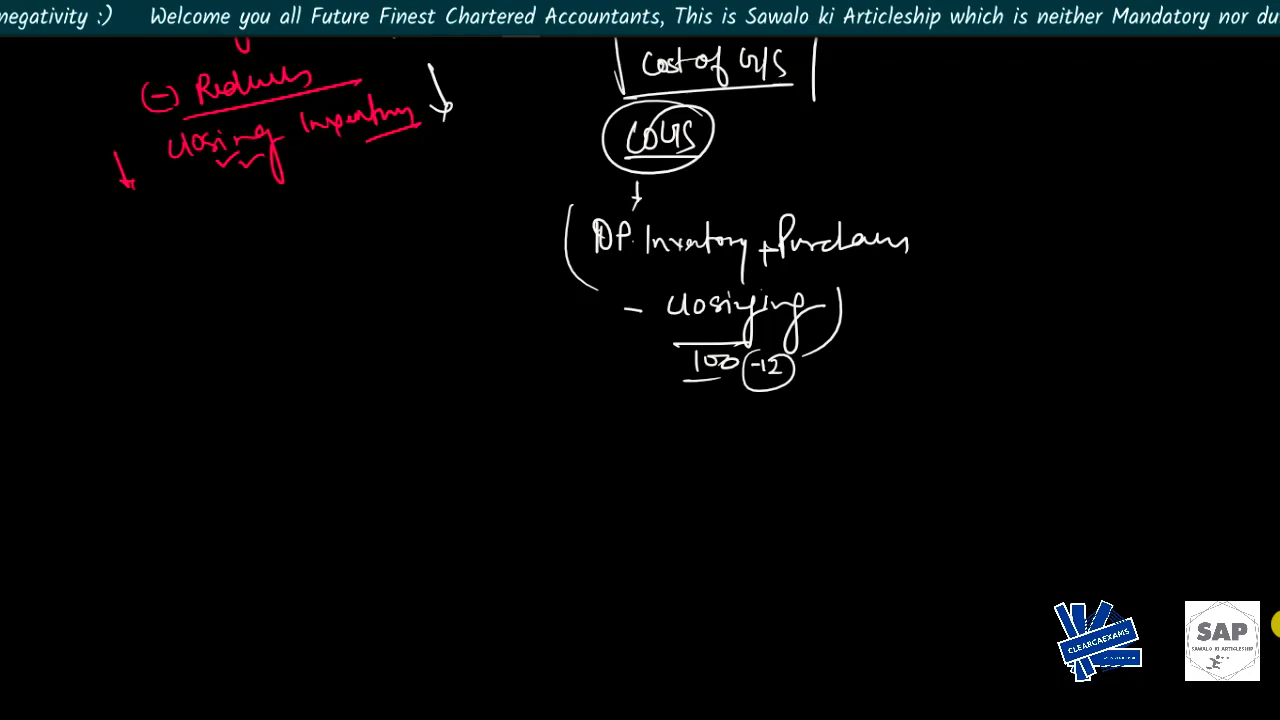 negativity :) Welcome you all Future Finest Chartered Accountants, This is Sawalo ki Articleship which is neither Mandatory nor du
(-) Reduces
closing Inventory
Cost of G/S
COGS
(OP. Inventory + Purchases
- closinging)
100 -12
CLEARCAEXAMS
SAP
SAWALO KI ARTICLESHIP